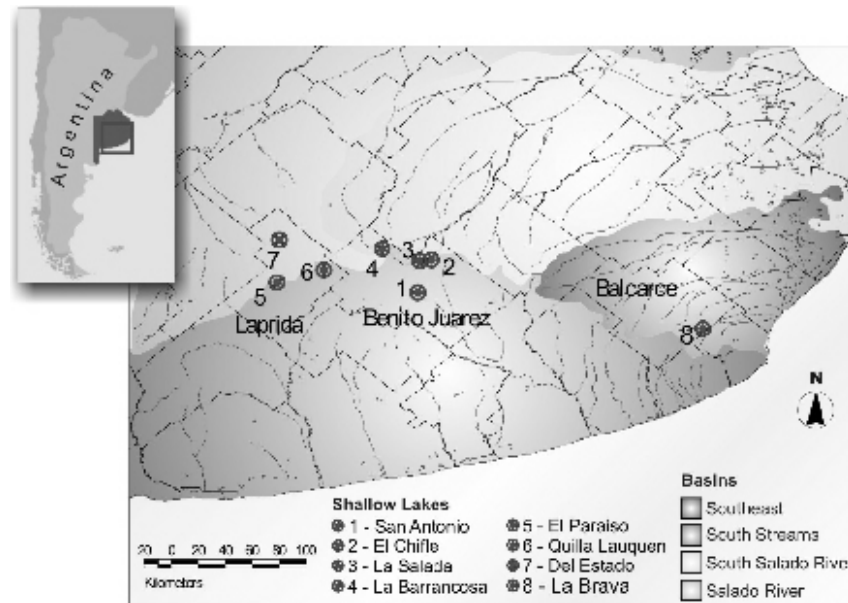 Argentina
7
6
5
4
3
2
1
8
Laprida
Benito Juarez
Balcarce
N
Shallow Lakes
1 - San Antonio
2 - El Chifle
3 - La Salada
4 - La Barrancosa
5 - El Paraiso
6 - Quilla Lauquen
7 - Del Estado
8 - La Brava
20 0 20 40 60 80 100
Kilometers
Basins
Southeast
South Streams
South Salado River
Salado River